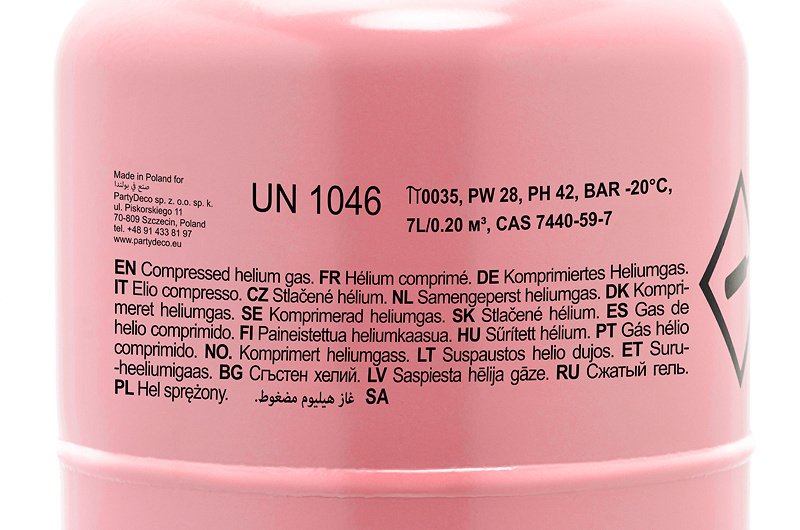 Made in Poland for
صنع في بولندا
PartyDeco sp. z o.o. sp. k.
ul. Piskorskiego 11
70-809 Szczecin, Poland
tel. +48 91 433 81 97
www.partydeco.eu
UN 1046
π0035, PW 28, PH 42, BAR -20°C,
7L/0.20 м³, CAS 7440-59-7
EN Compressed helium gas. FR Hélium comprimé. DE Komprimiertes Heliumgas.
IT Elio compresso. CZ Stlačené hélium. NL Samengeperst heliumgas. DK Kompri-
meret heliumgas. SE Komprimerad heliumgas. SK Stlačené hélium. ES Gas de
helio comprimido. FI Paineistettua heliumkaasua. HU Sűrített hélium. PT Gás hélio
comprimido. NO. Komprimert heliumgass. LT Suspaustos helio dujos. ET Suru-
-heeliumigaas. BG Сгъстен хелий. LV Saspiesta hēlija gāze. RU Сжатый гель.
PL Hel sprężony. غاز هيليوم مضغوط. SA